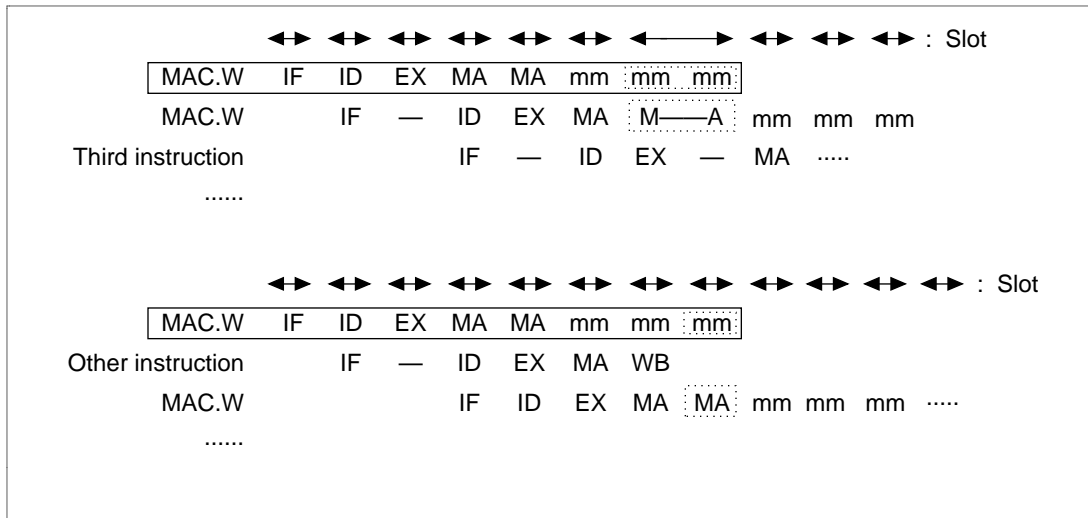 : Slot
MAC.W IF ID EX MA MA mm mm mm
MAC.W IF — ID EX MA M——A mm mm mm
Third instruction IF — ID EX — MA ·····
······
: Slot
MAC.W IF ID EX MA MA mm mm mm
Other instruction IF — ID EX MA WB
MAC.W IF ID EX MA MA mm mm mm ·····
······